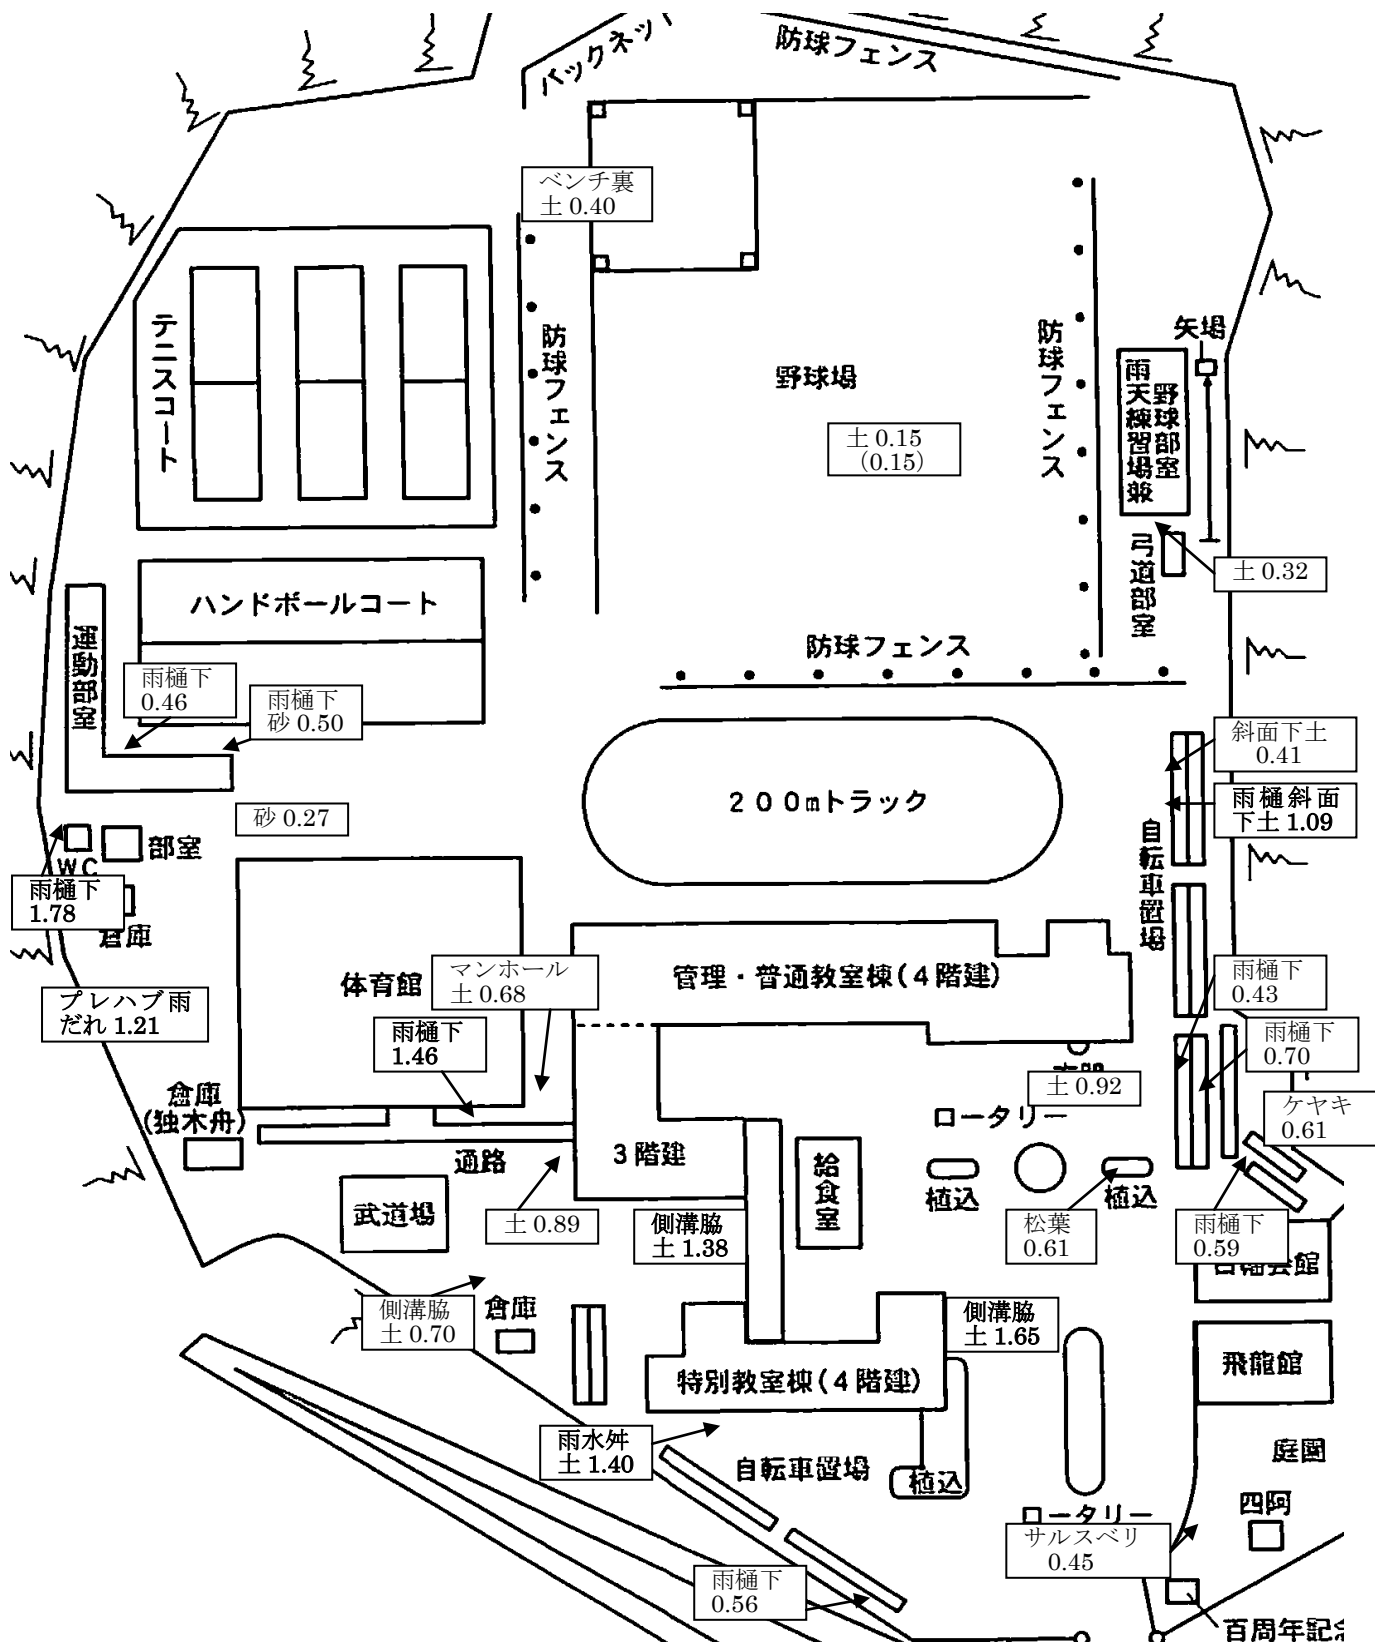 バックネット
防球フェンス
ベンチ裏
土 0.40
テニスコート
防球フェンス
野球場
土 0.15
(0.15)
防球フェンス
矢場
雨天練習場兼
野球部室
弓道部室
土 0.32
ハンドボールコート
運動部室
雨樋下
0.46
雨樋下
砂 0.50
防球フェンス
斜面下土
0.41
雨樋斜面
下土 1.09
200mトラック
砂 0.27
部室
WC
雨樋下
1.78
倉庫
自転車置場
体育館
マンホール
土 0.68
管理・普通教室棟(4階建)
雨樋下
0.43
プレハブ雨
だれ 1.21
雨樋下
1.46
雨樋下
0.70
土 0.92
倉庫
(独木舟)
ロータリー
ケヤキ
0.61
通路
3階建
給食室
植込
植込
武道場
土 0.89
側溝脇
土 1.38
松葉
0.61
雨樋下
0.59
会館
側溝脇
土 0.70
倉庫
側溝脇
土 1.65
特別教室棟(4階建)
飛龍館
雨水舛
土 1.40
自転車置場
植込
庭園
ロータリー
四阿
サルスベリ
0.45
雨樋下
0.56
百周年記念